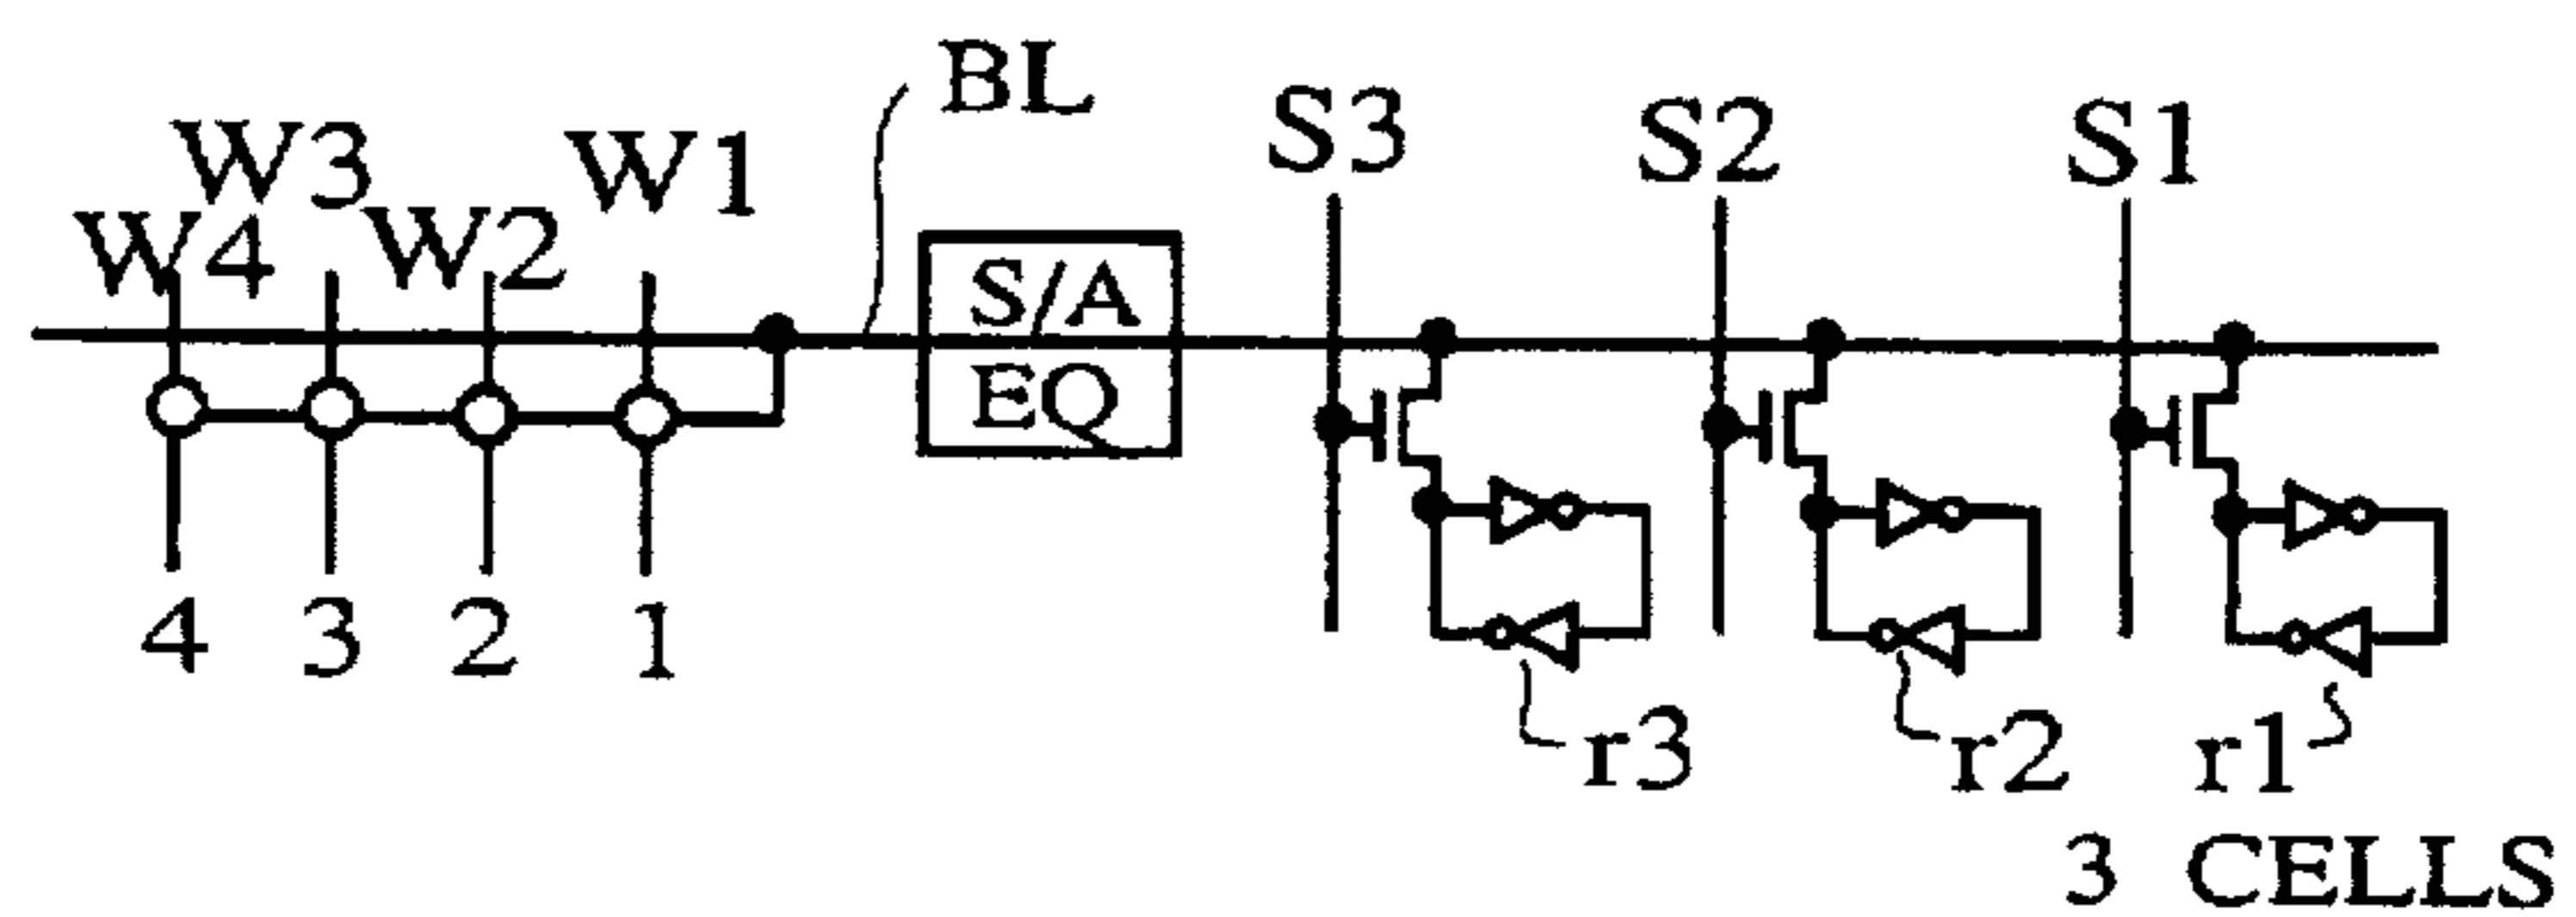 BL
W4 W3 W2 W1
S3 S2 S1
S/A
EQ
4 3 2 1
r3 r2 r1
3 CELLS